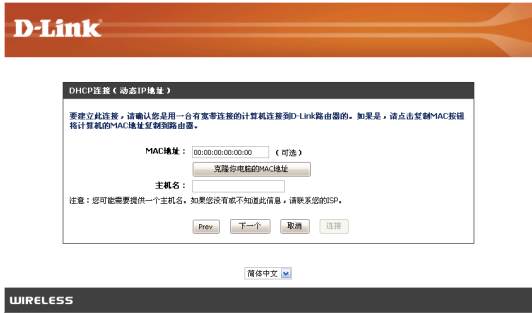 D-Link
DHCP连接（动态IP地址）
要建立此连接，请确认您是用一台有宽带连接的计算机连接到D-Link路由器的。如果是，请点击复制MAC按钮
将计算机的MAC地址复制到路由器。
MAC地址： 00:00:00:00:00:00 （可选）
克隆你电脑的MAC地址
主机名：
注意：您可能需要提供一个主机名。如果您没有或不知道此信息，请联系您的ISP。
Prev 下一个 取消 连接
简体中文
WIRELESS